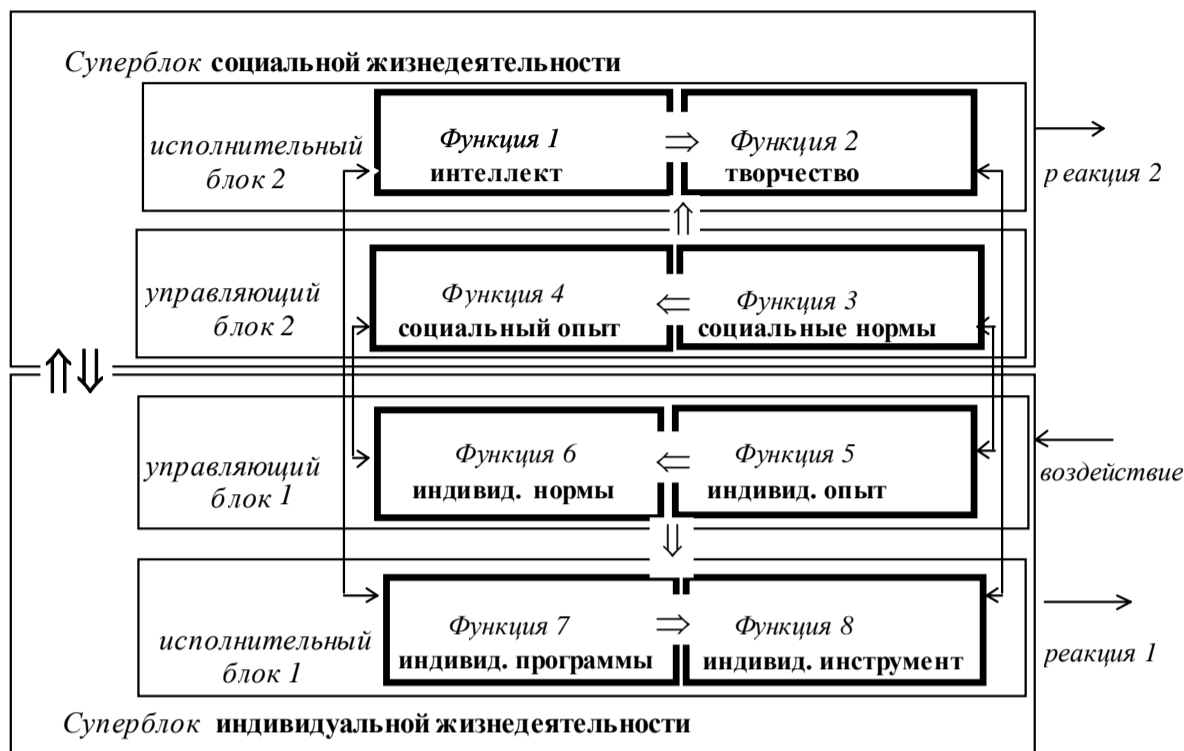 Суперблок социальной жизнедеятельности
исполнительный
блок 2
Функция 1
интеллект
Функция 2
творчество
реакция 2
управляющий
блок 2
Функция 4
социальный опыт
Функция 3
социальные нормы
управляющий
блок 1
Функция 6
индивид. нормы
Функция 5
индивид. опыт
воздействие
исполнительный
блок 1
Функция 7
индивид. программы
Функция 8
индивид. инструмент
реакция 1
Суперблок индивидуальной жизнедеятельности